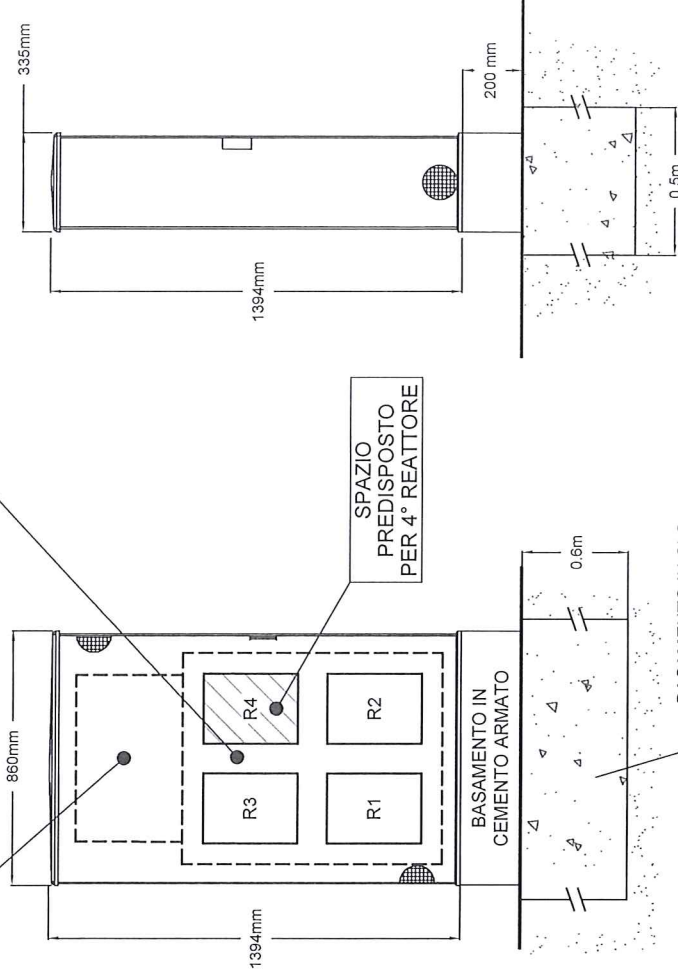 335mm
1394mm
200 mm
0.5m
860mm
1394mm
R4
R3
R2
R1
SPAZIO
PREDISPOSTO
PER 4° REATTORE
BASAMENTO IN
CEMENTO ARMATO
0.6m